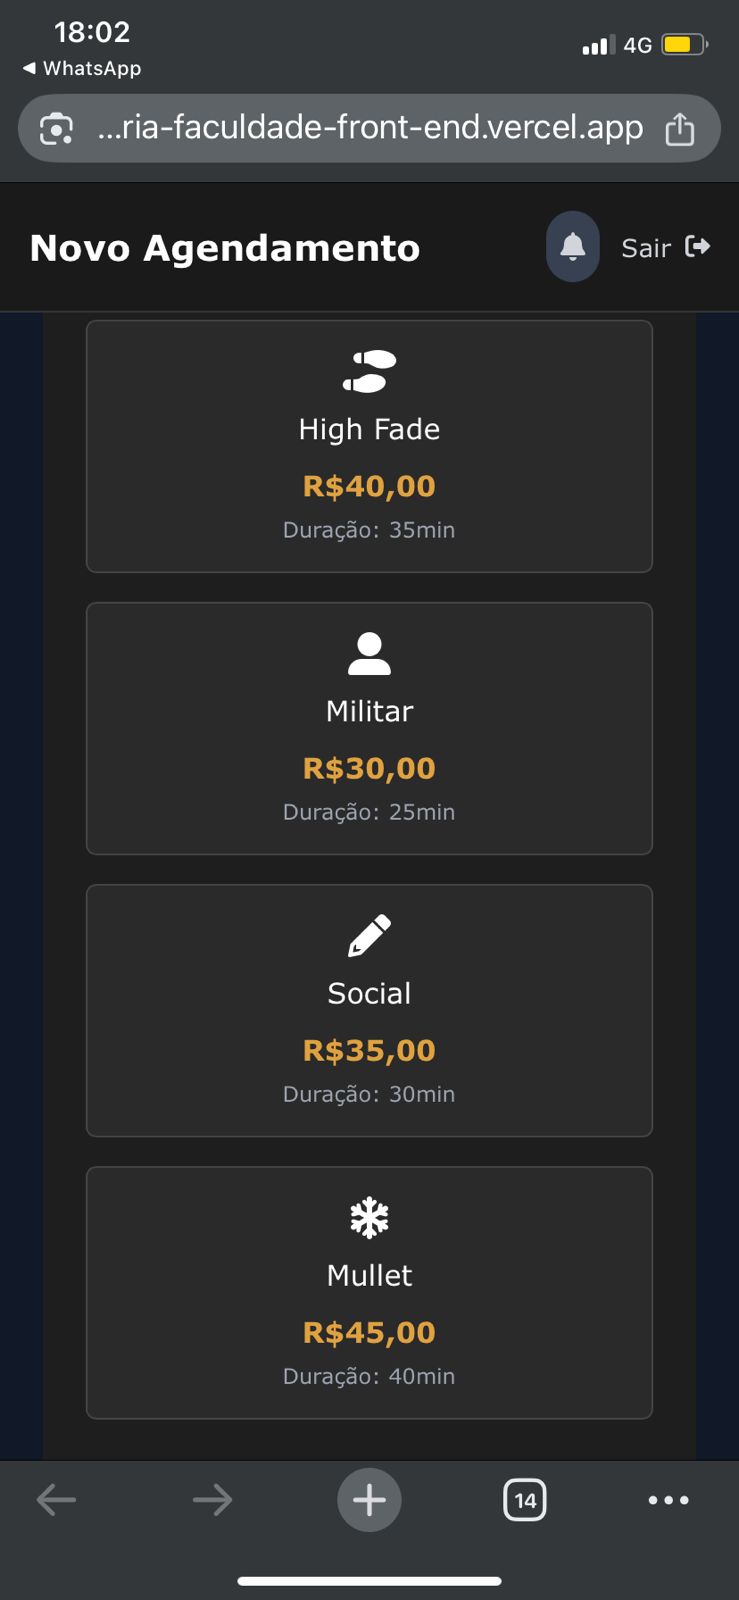 18:02
4G
◀ WhatsApp
...ria-faculdade-front-end.vercel.app
Novo Agendamento
Sair
High Fade
R$40,00
Duração: 35min
Militar
R$30,00
Duração: 25min
Social
R$35,00
Duração: 30min
Mullet
R$45,00
Duração: 40min
14